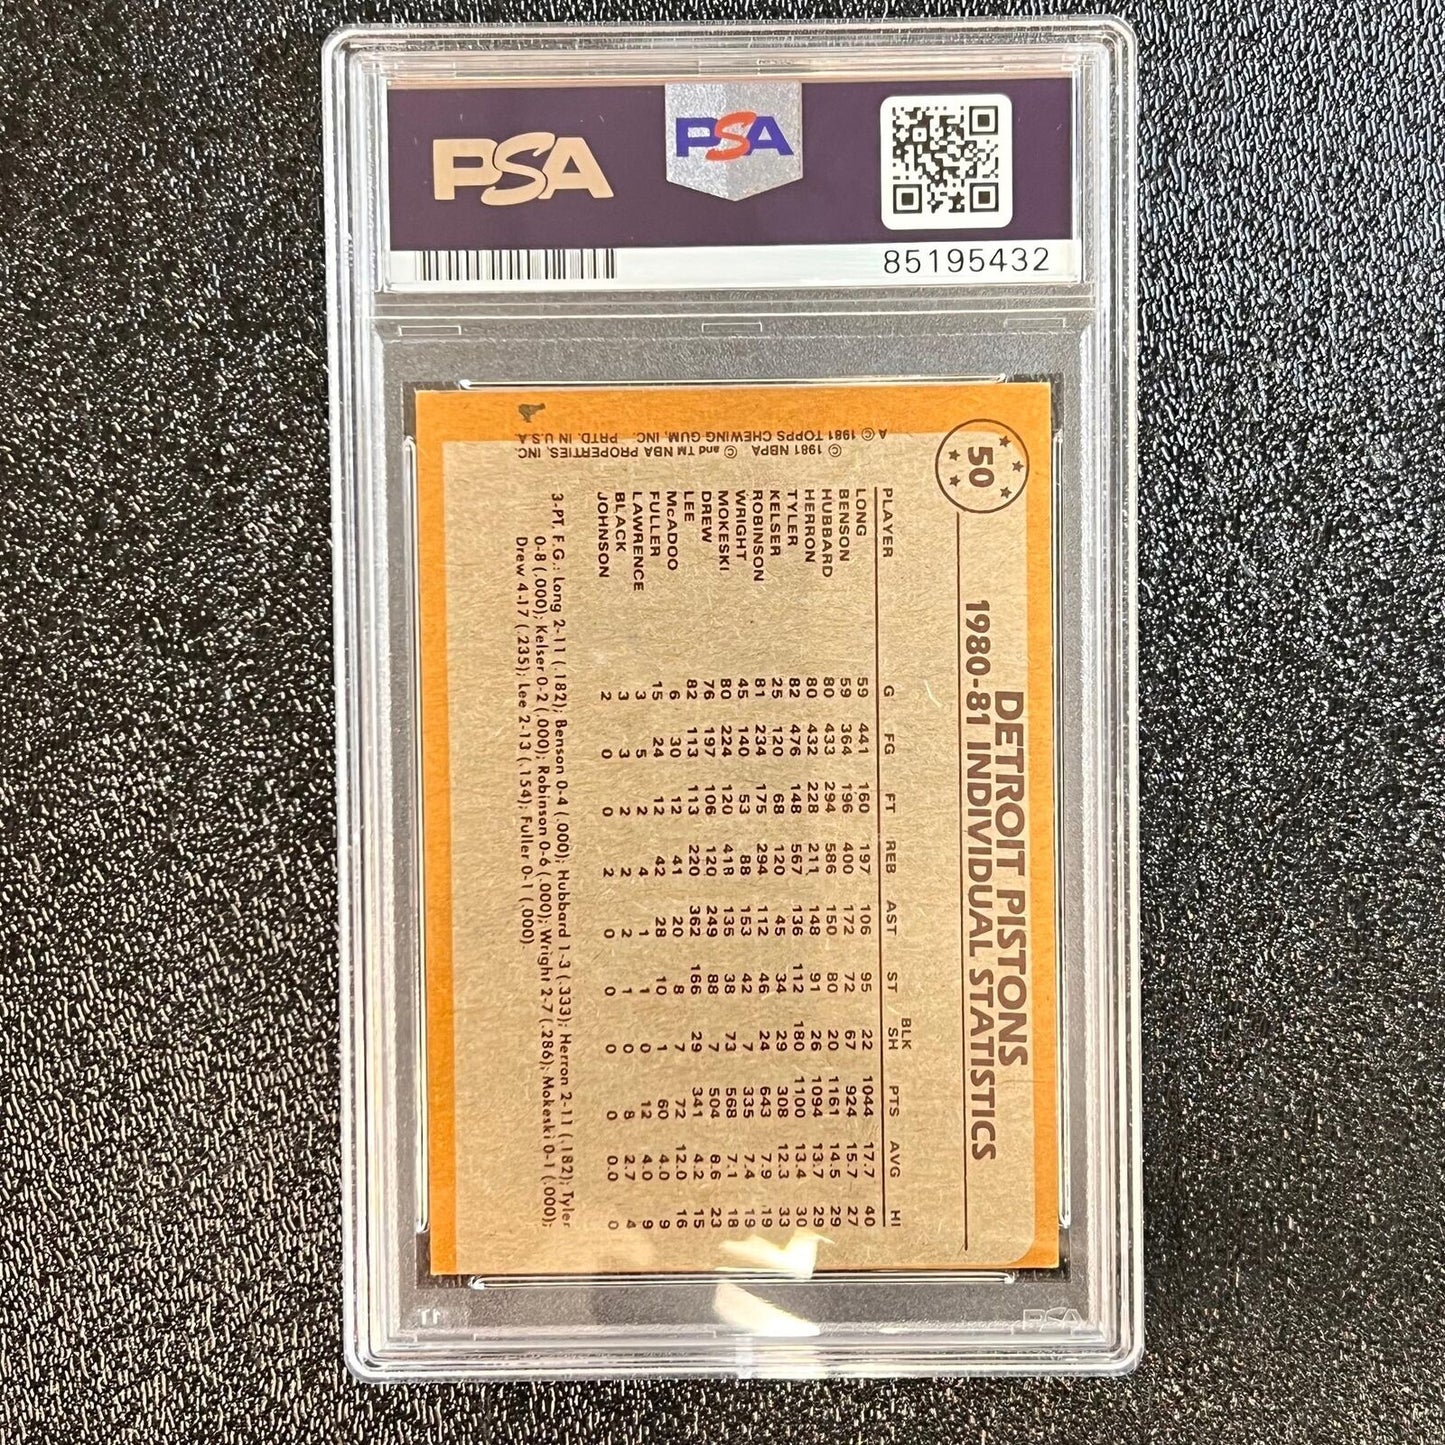 PSA
PSA
85195432
50
DETROIT PISTONS
1980-81 INDIVIDUAL STATISTICS
PLAYER G FG FT REB AST ST BLK SH PTS AVG HI
LONG 59 441 160 197 106 95 22 1044 17.7 40
BENSON 59 364 196 400 172 72 67 924 15.7 27
HUBBARD 80 433 294 586 150 80 20 1161 14.5 29
HERRON 80 432 228 211 148 91 26 1094 13.7 29
TYLER 82 476 148 567 136 112 180 1100 13.4 30
KELSER 25 120 68 120 45 34 29 308 12.3 33
ROBINSON 81 234 175 294 112 46 24 643 7.9 19
WRIGHT 45 140 53 88 153 42 7 335 7.4 19
MOKESKI 80 224 120 418 135 38 73 568 7.1 18
DREW 76 197 106 120 249 88 7 504 6.6 23
LEE 82 113 113 220 362 166 29 341 4.2 15
McADOO 6 30 12 41 20 8 7 72 12.0 16
FULLER 15 24 12 42 28 10 1 60 4.0 9
LAWRENCE 3 5 2 4 1 1 0 12 4.0 9
BLACK 3 3 2 2 2 1 0 8 2.7 4
JOHNSON 2 0 0 2 0 0 0 0 0.0 0
3-PT. F.G.: Long 2-11 (.182); Benson 0-4 (.000); Hubbard 1-3 (.333); Herron 2-11 (.182); Tyler
0-8 (.000); Kelser 0-2 (.000); Robinson 0-6 (.000); Wright 2-7 (.286); Mokeski 0-1 (.000);
Drew 4-17 (.235); Lee 2-13 (.154); Fuller 0-1 (.000).
© 1981 NBPA and TM NBA PROPERTIES, INC.
A © 1981 TOPPS CHEWING GUM, INC. PRTD. IN U.S.A.
PSA